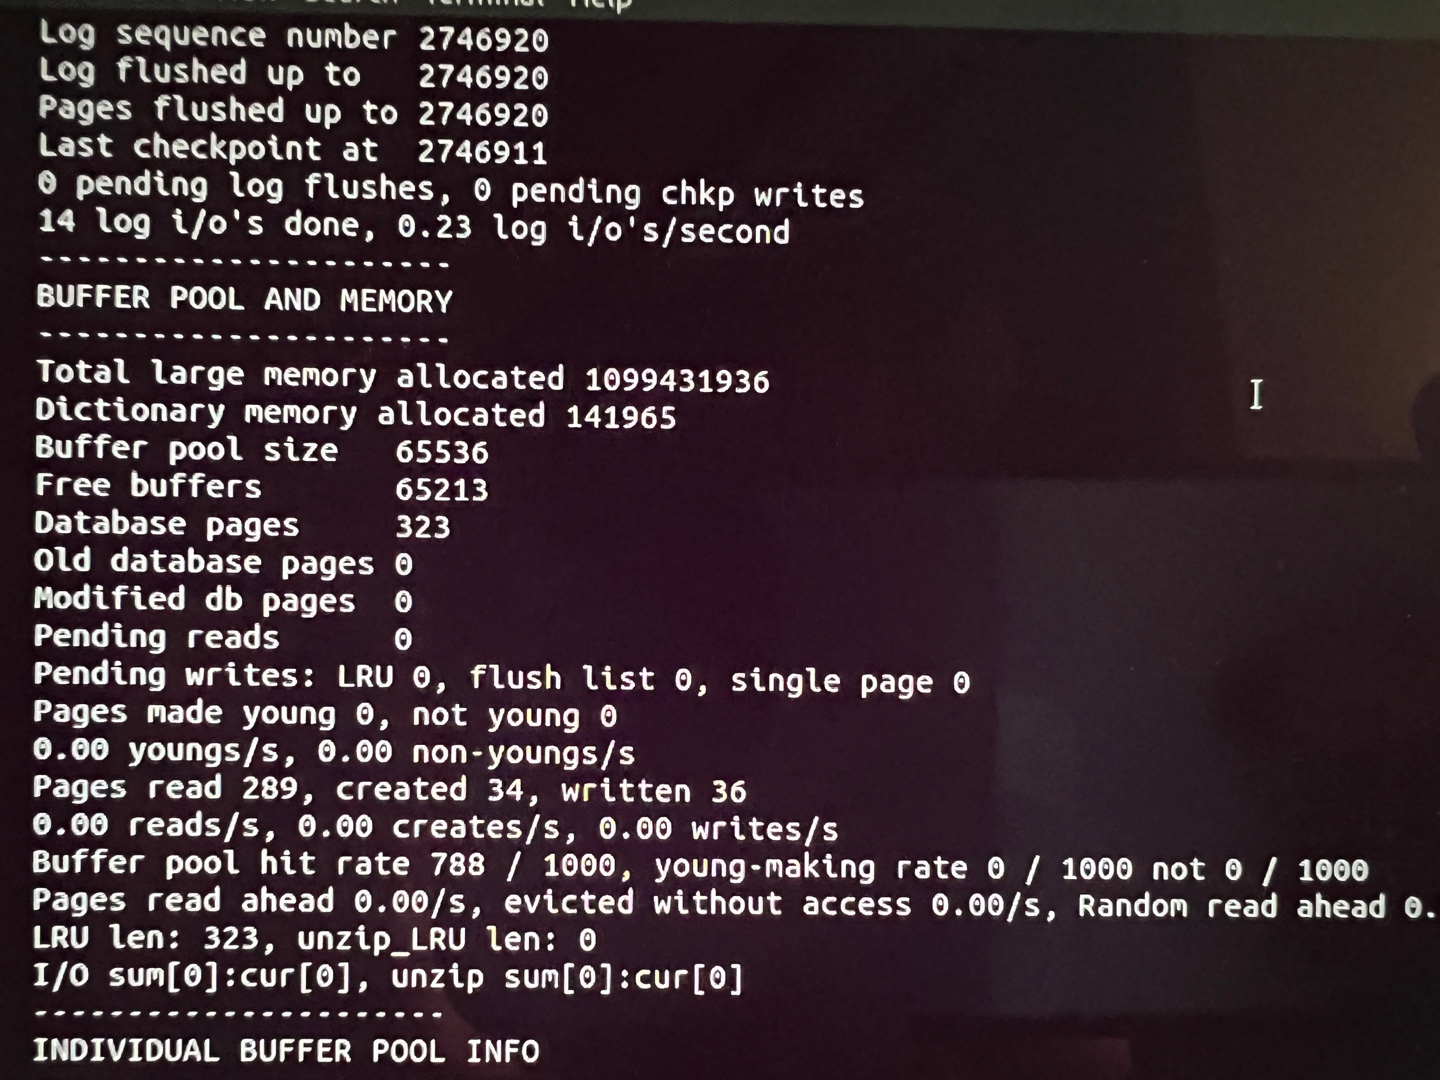 Terminal Help
Log sequence number 2746920
Log flushed up to   2746920
Pages flushed up to 2746920
Last checkpoint at  2746911
0 pending log flushes, 0 pending chkp writes
14 log i/o's done, 0.23 log i/o's/second
----------------------
BUFFER POOL AND MEMORY
----------------------
Total large memory allocated 1099431936
Dictionary memory allocated 141965
Buffer pool size   65536
Free buffers       65213
Database pages     323
Old database pages 0
Modified db pages  0
Pending reads      0
Pending writes: LRU 0, flush list 0, single page 0
Pages made young 0, not young 0
0.00 youngs/s, 0.00 non-youngs/s
Pages read 289, created 34, written 36
0.00 reads/s, 0.00 creates/s, 0.00 writes/s
Buffer pool hit rate 788 / 1000, young-making rate 0 / 1000 not 0 / 1000
Pages read ahead 0.00/s, evicted without access 0.00/s, Random read ahead 0.
LRU len: 323, unzip_LRU len: 0
I/O sum[0]:cur[0], unzip sum[0]:cur[0]
----------------------
INDIVIDUAL BUFFER POOL INFO